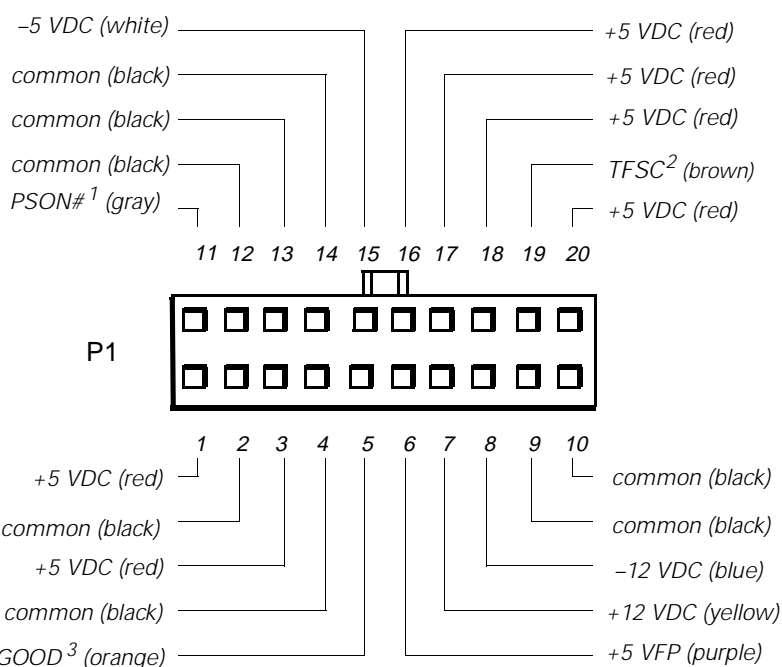 –5 VDC (white)
+5 VDC (red)
common (black)
+5 VDC (red)
common (black)
+5 VDC (red)
common (black)
TFSC2 (brown)
PSON# 1 (gray)
+5 VDC (red)
11 12 13 14 15 16 17 18 19 20
P1
1 2 3 4 5 6 7 8 9 10
+5 VDC (red)
common (black)
common (black)
common (black)
+5 VDC (red)
–12 VDC (blue)
common (black)
+12 VDC (yellow)
GOOD 3 (orange)
+5 VFP (purple)